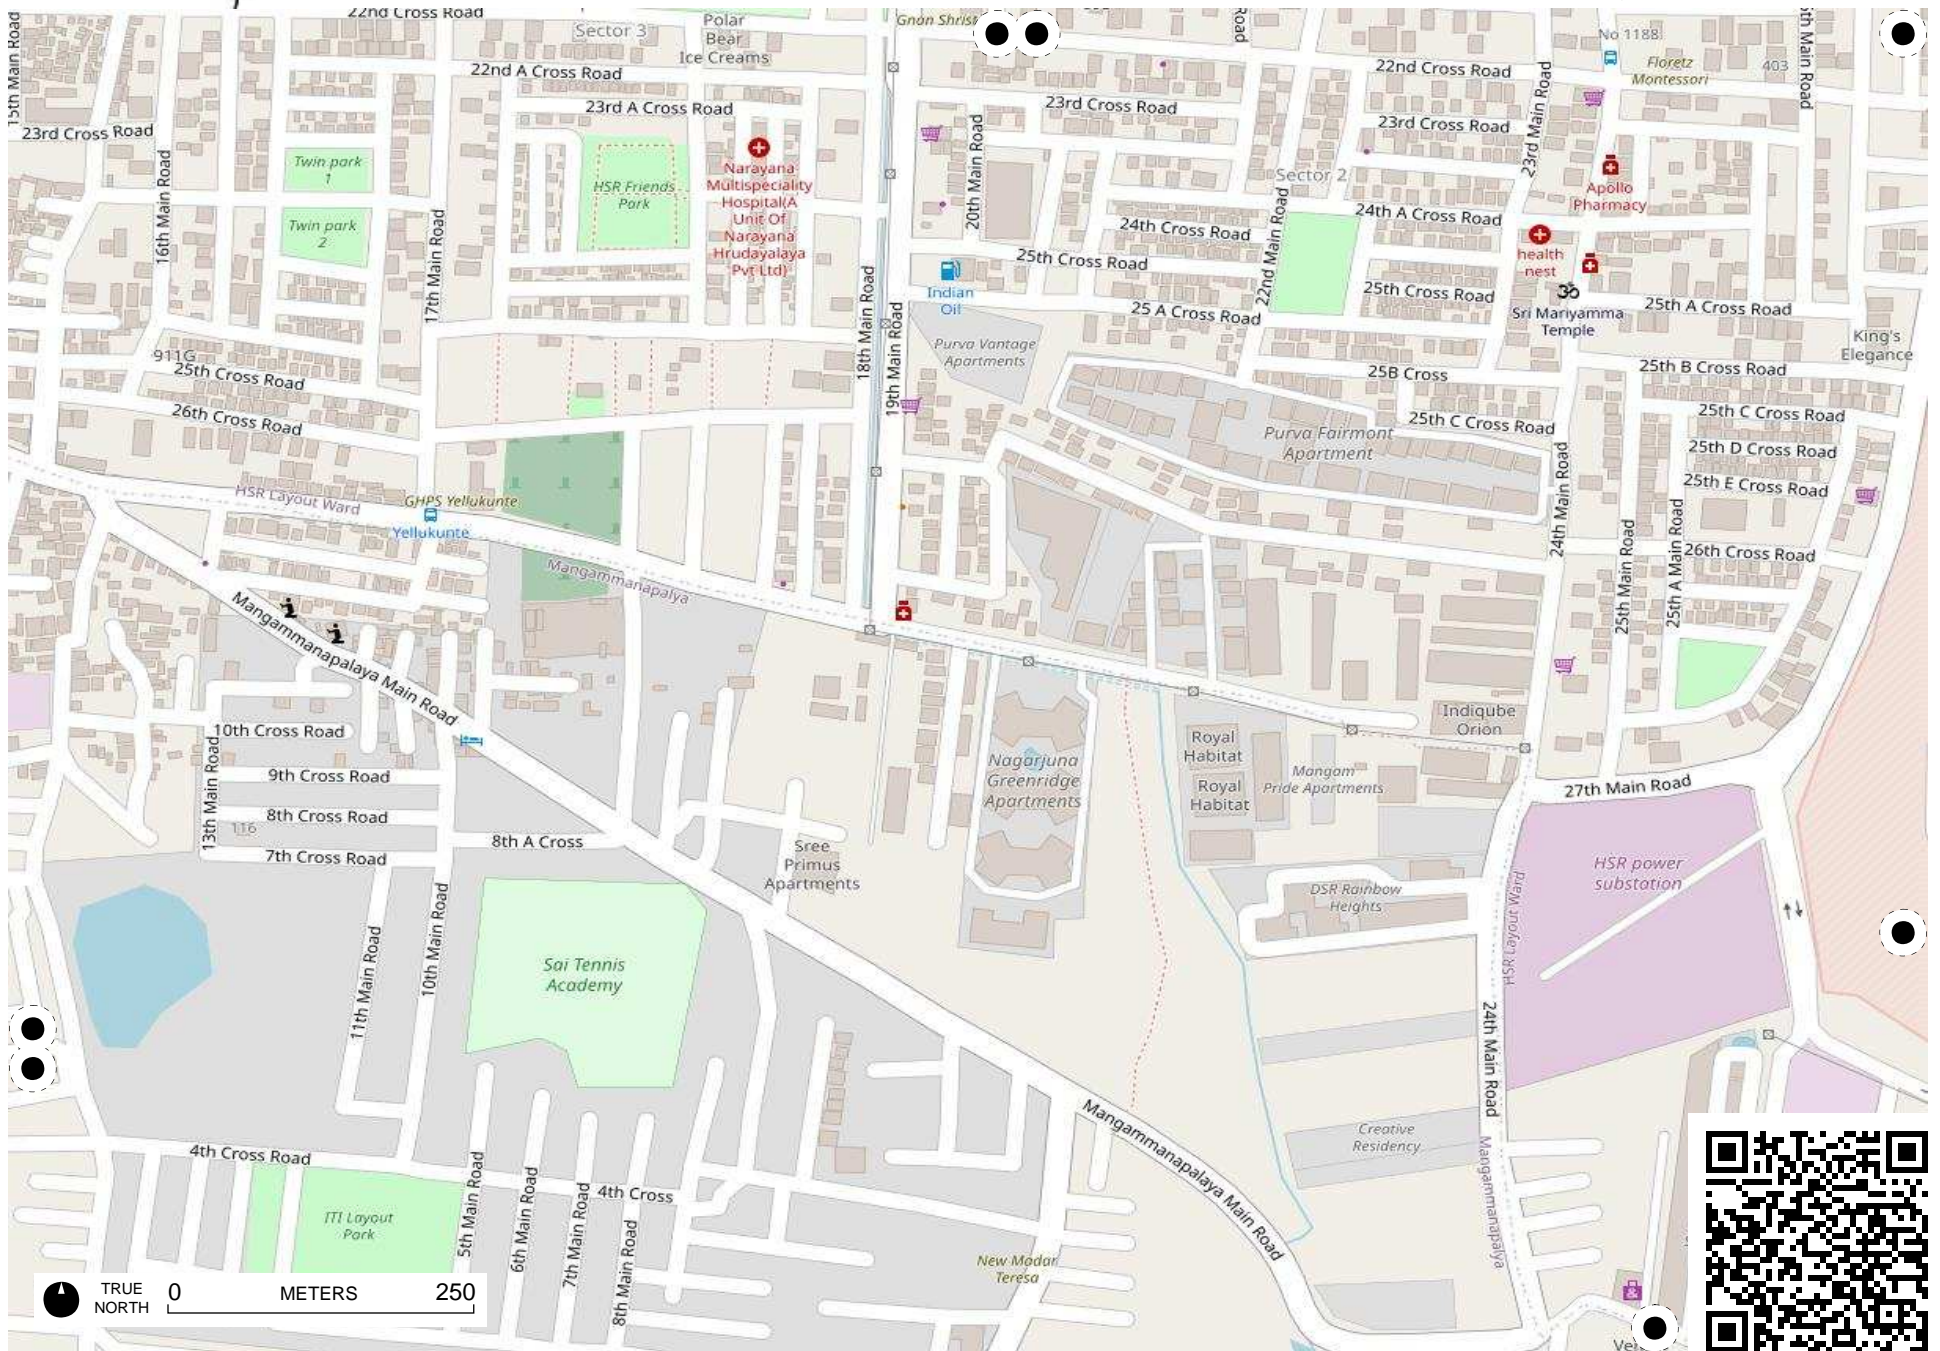 22nd Cross Road
Sector 3
Polar
Bear
Ice Creams
15th Main Road
22nd A Cross Road
23rd A Cross Road
23rd Cross Road
Twin park
1
Twin park
2
16th Main Road
17th Main Road
HSR Friends
Park
Narayana
Multispeciality
Hospital(A
Unit Of
Narayana
Hrudayalaya
Pvt Ltd)
18th Main Road
19th Main Road
20th Main Road
23rd Cross Road
24th Cross Road
25th Cross Road
25 A Cross Road
Indian
Oil
Purva Vantage
Apartments
22nd Cross Road
23rd Cross Road
Sector 2
22nd Main Road
23rd Main Road
24th A Cross Road
25th Cross Road
No 1188
Floretz
Montessori
403
Apollo
Pharmacy
health
nest
Sri Mariyamma
Temple
25th A Cross Road
King's
Elegance
25th B Cross Road
25B Cross
25th C Cross Road
25th C Cross Road
25th D Cross Road
25th E Cross Road
26th Cross Road
Purva Fairmont
Apartment
24th Main Road
25th Main Road
25th A Main Road
911G
25th Cross Road
26th Cross Road
HSR Layout Ward
GHPS Yellukunte
Yellukunte
Mangammanapalya
Mangammanapalaya Main Road
10th Cross Road
9th Cross Road
8th Cross Road
116
7th Cross Road
13th Main Road
8th A Cross
Sree
Primus
Apartments
Nagarjuna
Greenridge
Apartments
Royal
Habitat
Royal
Habitat
Mangam
Pride Apartments
Indiqube
Orion
27th Main Road
HSR power
substation
DSR Rainbow
Heights
HSR Layout Ward
24th Main Road
Mangammanapalya
Creative
Residency
11th Main Road
10th Main Road
Sai Tennis
Academy
Mangammanapalaya Main Road
4th Cross Road
4th Cross
ITI Layout
Park
5th Main Road
6th Main Road
7th Main Road
8th Main Road
New Madar
Teresa
TRUE
NORTH
0 METERS 250